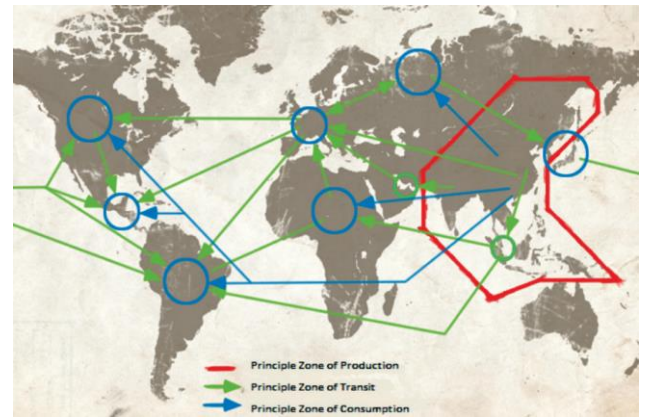 Principle Zone of Production
Principle Zone of Transit
Principle Zone of Consumption